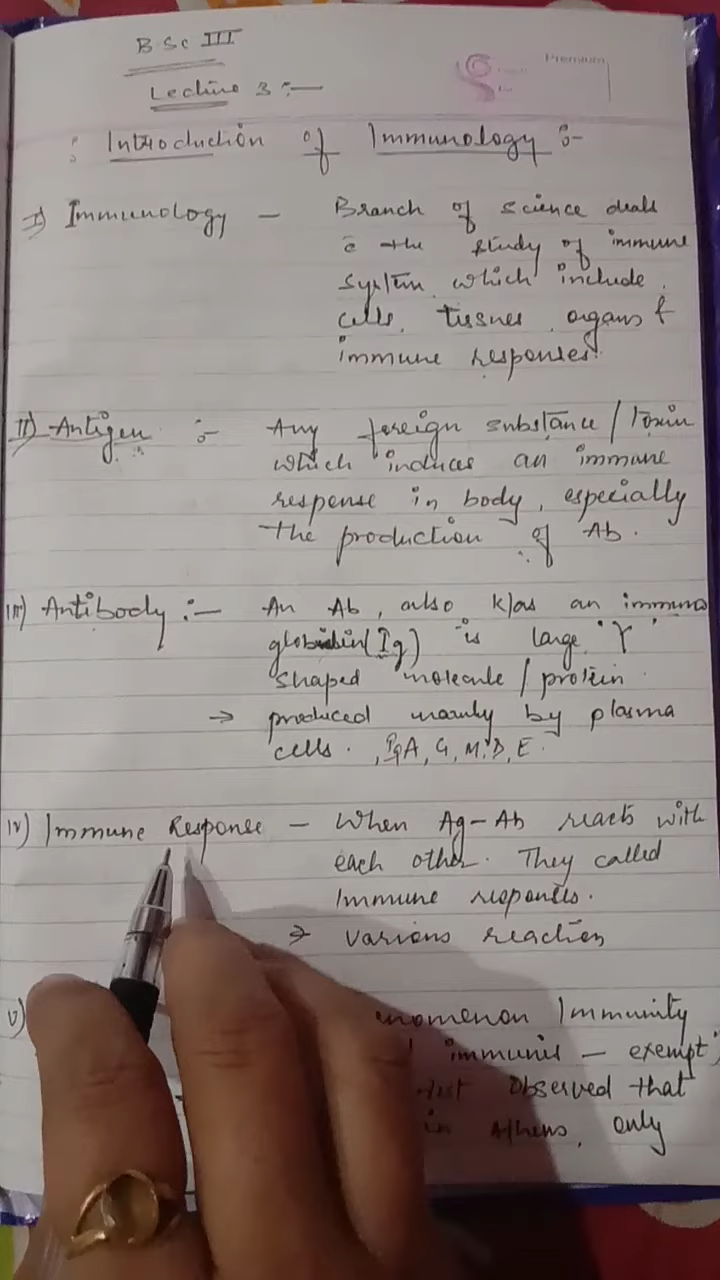 BSc III
Lecture 3 :—
Premium
: Introduction of Immunology :-
I) Immunology — Branch of science deals
c̄ the study of immune
system which include
cells, tissues, organs &
immune responses.
II) Antigen :- Any foreign substance / Toxin
which induces an immune
response in body, especially
the production of Ab.
III) Antibody :— An Ab, also k/as an immuno
globulin (Ig) is large 'Y'
shaped molecule / protein
→ produced mainly by plasma
cells. , IgA, G, M, D, E.
IV) Immune Response — When Ag-Ab reacts with
each other. They called
Immune responses.
→ various reaction
V) nomenon Immunity
immunis — exempt
observed that
in Athens, only